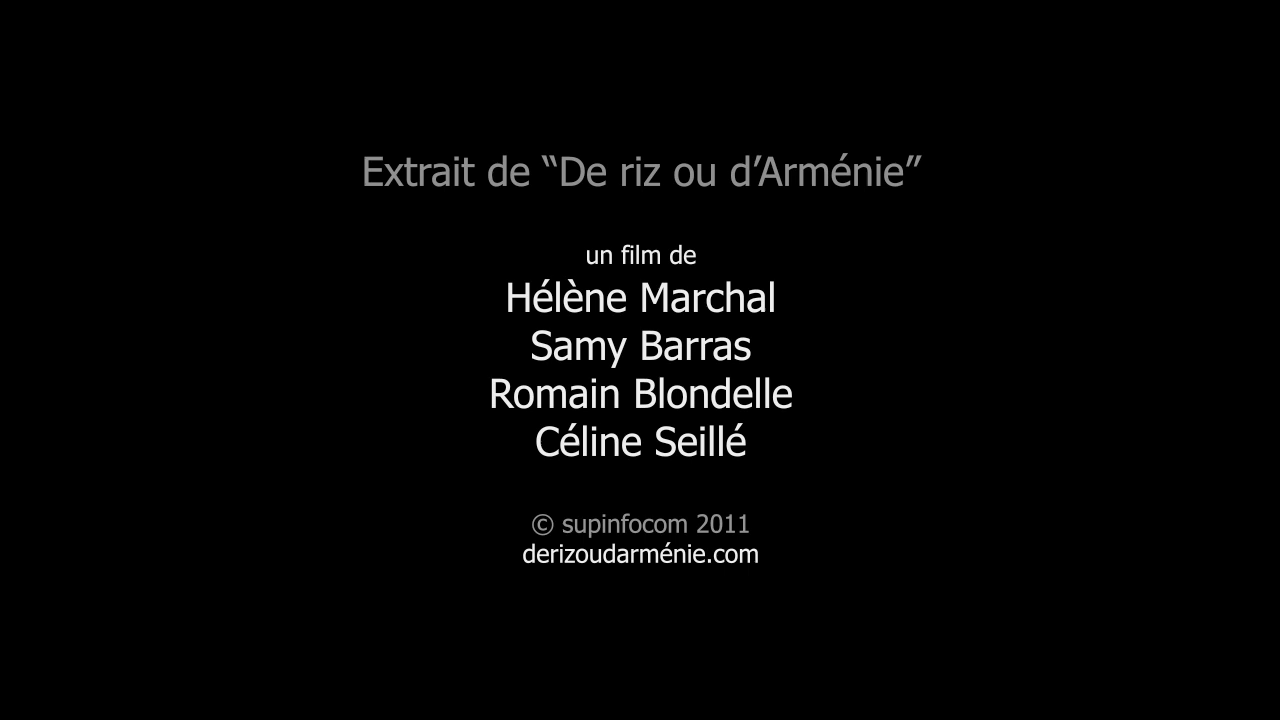 Extrait de “De riz ou d’Arménie”
un film de
Hélène Marchal
Samy Barras
Romain Blondelle
Céline Seillé
© supinfocom 2011
derizoudarménie.com